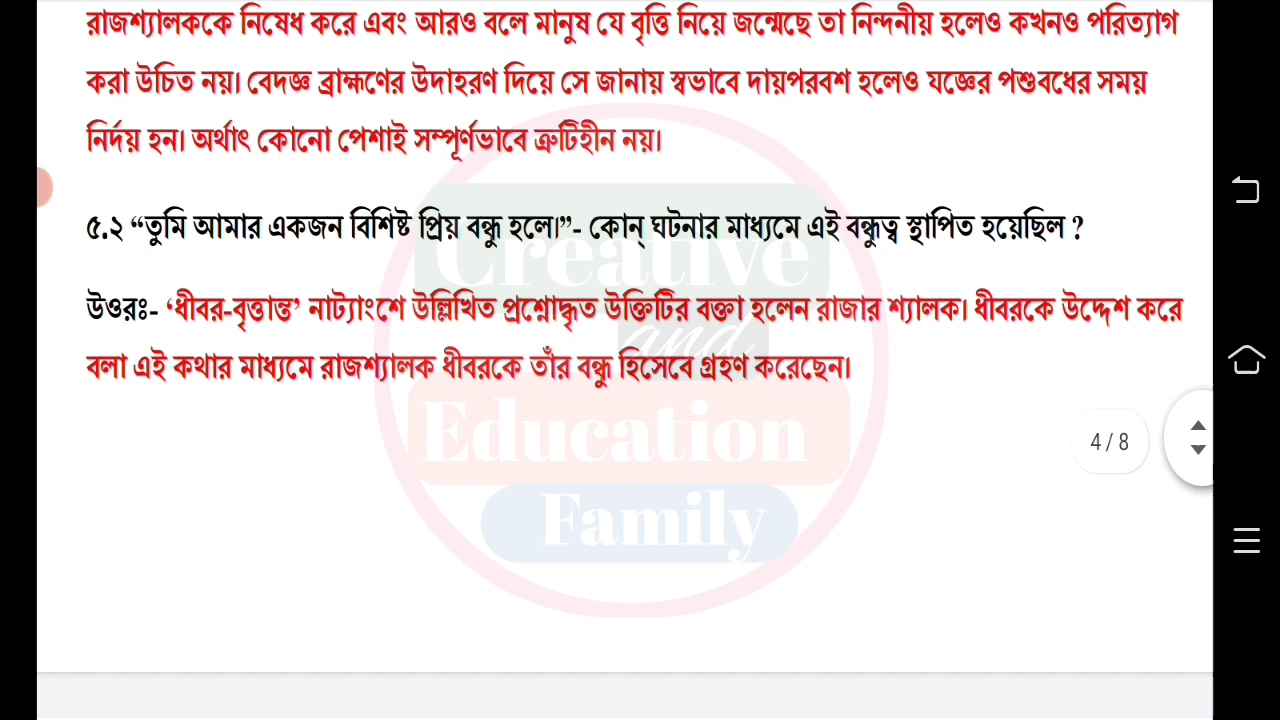 রাজশ্যালককে নিষেধ করে এবং আরও বলে মানুষ যে বৃত্তি নিয়ে জন্মেছে তা নিন্দনীয় হলেও কখনও পরিত্যাগ
করা উচিত নয়। বেদজ্ঞ ব্রাহ্মণের উদাহরণ দিয়ে সে জানায় স্বভাবে দায়পরবশ হলেও যজ্ঞের পশুবধের সময়
নির্দয় হন। অর্থাৎ কোনো পেশাই সম্পূর্ণভাবে ত্রুটিহীন নয়।
৫.২ “তুমি আমার একজন বিশিষ্ট প্রিয় বন্ধু হলে।”- কোন্ ঘটনার মাধ্যমে এই বন্ধুত্ব স্থাপিত হয়েছিল ?
উওরঃ- ‘ধীবর-বৃত্তান্ত’ নাট্যাংশে উল্লিখিত প্রশ্নোদ্ধৃত উক্তিটির বক্তা হলেন রাজার শ্যালক। ধীবরকে উদ্দেশ করে
বলা এই কথার মাধ্যমে রাজশ্যালক ধীবরকে তাঁর বন্ধু হিসেবে গ্রহণ করেছেন।
Creative
and
Education
Family
4 / 8